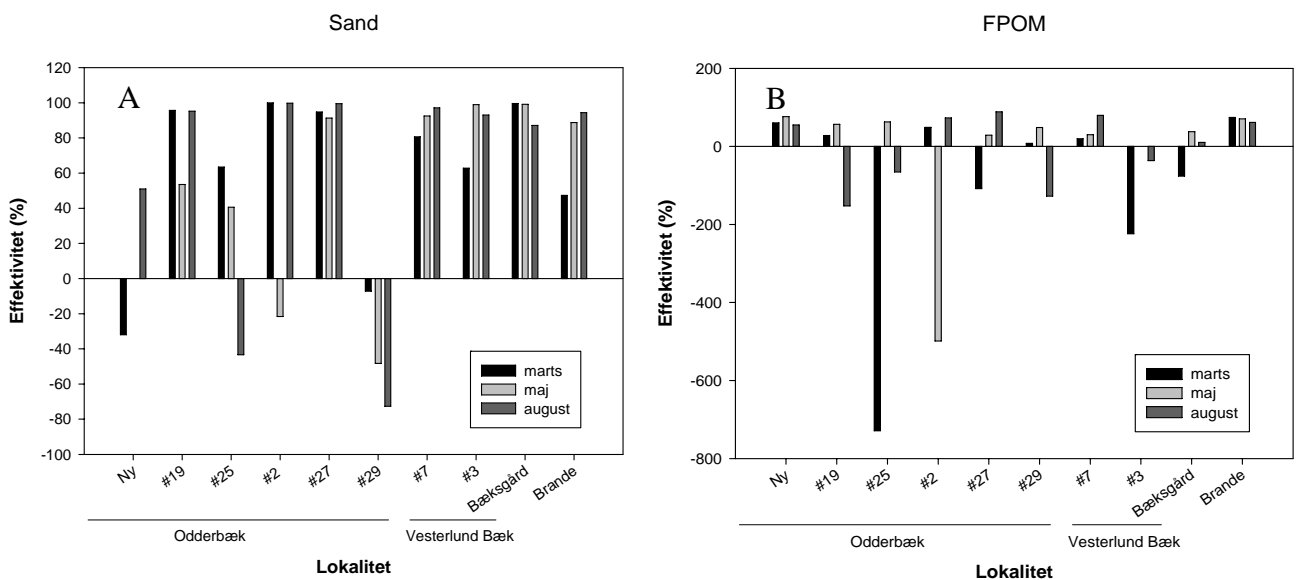 Sand
A
Effektivitet (%)
120
100
80
60
40
20
0
-20
-40
-60
-80
-100
marts
maj
august
Ny
#19
#25
#2
#27
#29
#7
#3
Bæksgård
Brande
Odderbæk
Vesterlund Bæk
Lokalitet
FPOM
B
Effektivitet (%)
200
0
-200
-400
-600
-800
marts
maj
august
Ny
#19
#25
#2
#27
#29
#7
#3
Bæksgård
Brande
Odderbæk
Vesterlund Bæk
Lokalitet